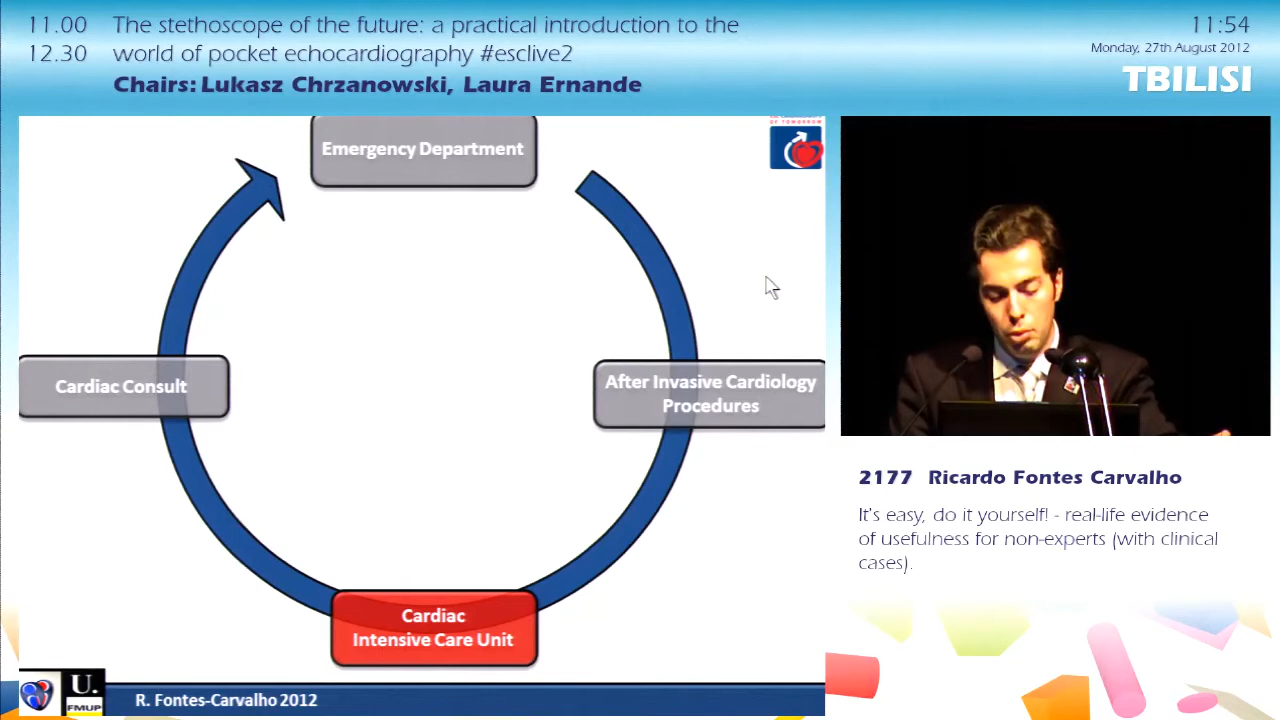 11.00 The stethoscope of the future: a practical introduction to the
12.30 world of pocket echocardiography #esclive2
Chairs: Lukasz Chrzanowski, Laura Ernande
11:54
Monday, 27th August 2012
TBILISI
OF TOMORROW
Emergency Department
Cardiac Consult
After Invasive Cardiology
Procedures
Cardiac
Intensive Care Unit
U.
FMUP
R. Fontes-Carvalho 2012
2177 Ricardo Fontes Carvalho
It's easy, do it yourself! - real-life evidence
of usefulness for non-experts (with clinical
cases).